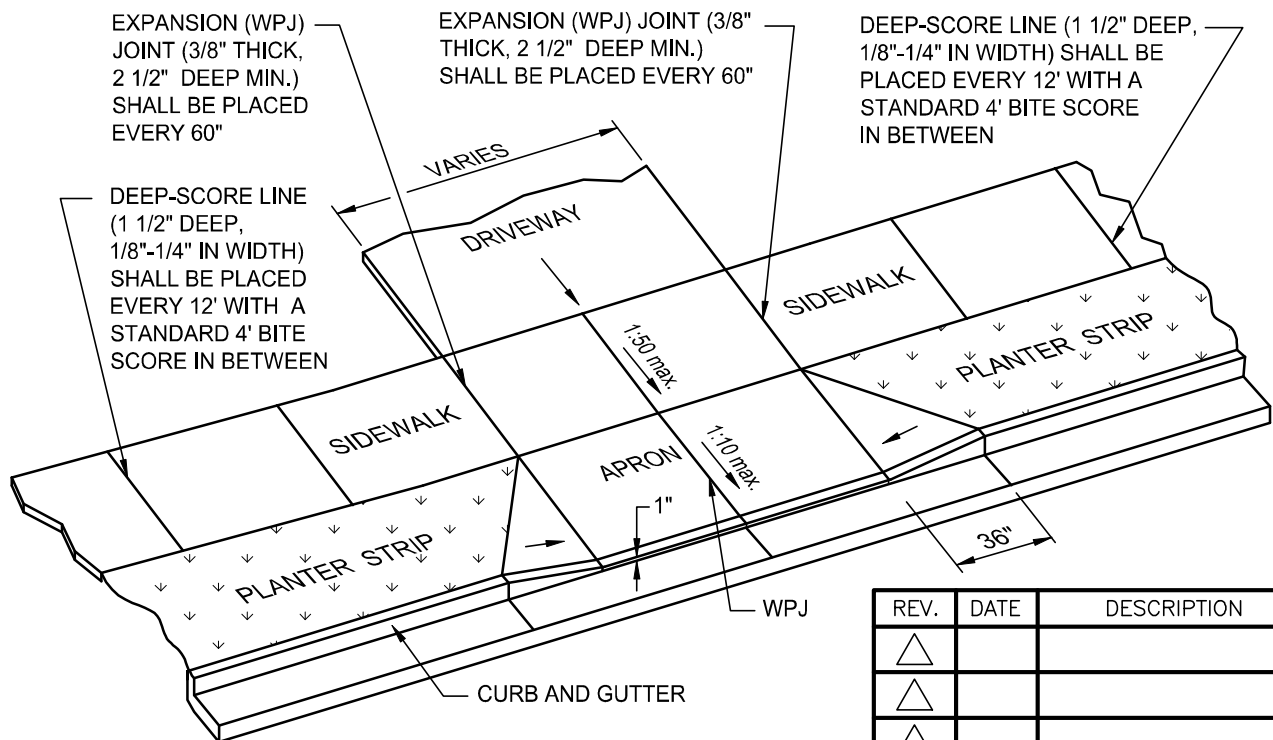 EXPANSION (WPJ)
JOINT (3/8" THICK,
2 1/2" DEEP MIN.)
SHALL BE PLACED
EVERY 60"
EXPANSION (WPJ) JOINT (3/8"
THICK, 2 1/2" DEEP MIN.)
SHALL BE PLACED EVERY 60"
DEEP-SCORE LINE (1 1/2" DEEP,
1/8"-1/4" IN WIDTH) SHALL BE
PLACED EVERY 12' WITH A
STANDARD 4' BITE SCORE
IN BETWEEN
DEEP-SCORE LINE
(1 1/2" DEEP,
1/8"-1/4" IN WIDTH)
SHALL BE PLACED
EVERY 12' WITH A
STANDARD 4' BITE
SCORE IN BETWEEN
VARIES
DRIVEWAY
SIDEWALK
PLANTER STRIP
1:50 max.
SIDEWALK
APRON
1:10 max.
1"
PLANTER STRIP
36"
WPJ
CURB AND GUTTER
REV. DATE DESCRIPTION